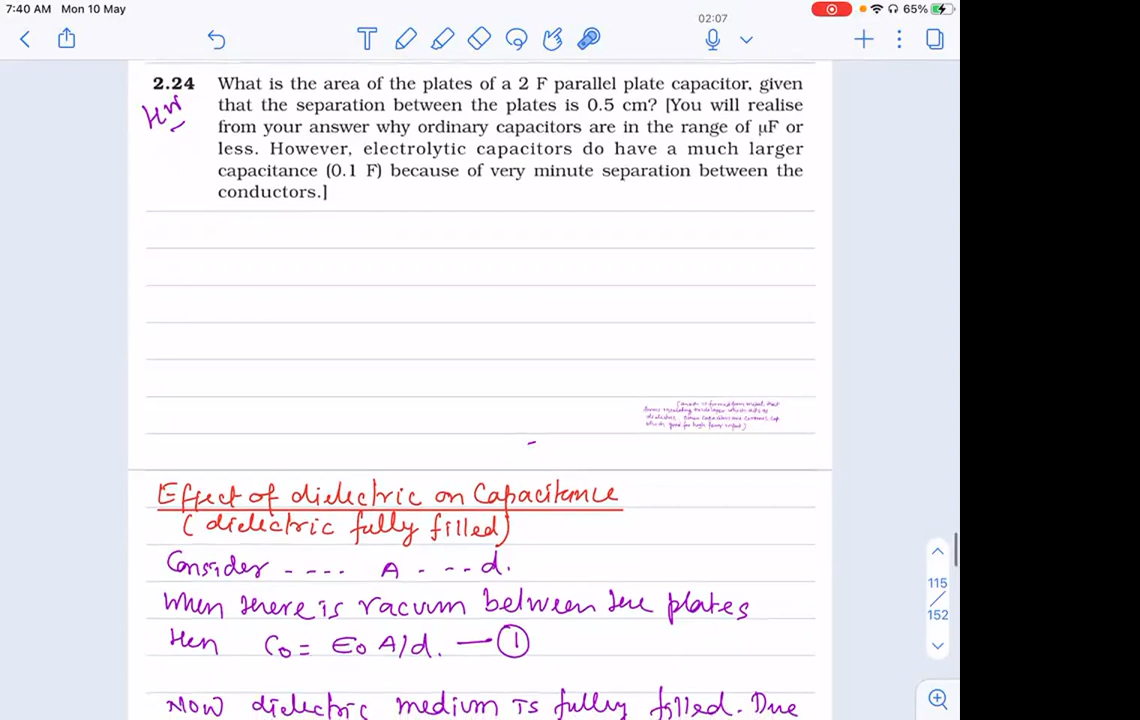 7:40 AM Mon 10 May
65%
02:07
2.24 What is the area of the plates of a 2 F parallel plate capacitor, given
that the separation between the plates is 0.5 cm? [You will realise
from your answer why ordinary capacitors are in the range of µF or
less. However, electrolytic capacitors do have a much larger
capacitance (0.1 F) because of very minute separation between the
conductors.]
HW
Effect of dielectric on Capacitance
(dielectric fully filled)
Consider ---- A - --- d.
When there is vacuum between the plates
then C₀ = ε₀ A/d. — ①
Now dielectric medium is fully filled. Due
115
152